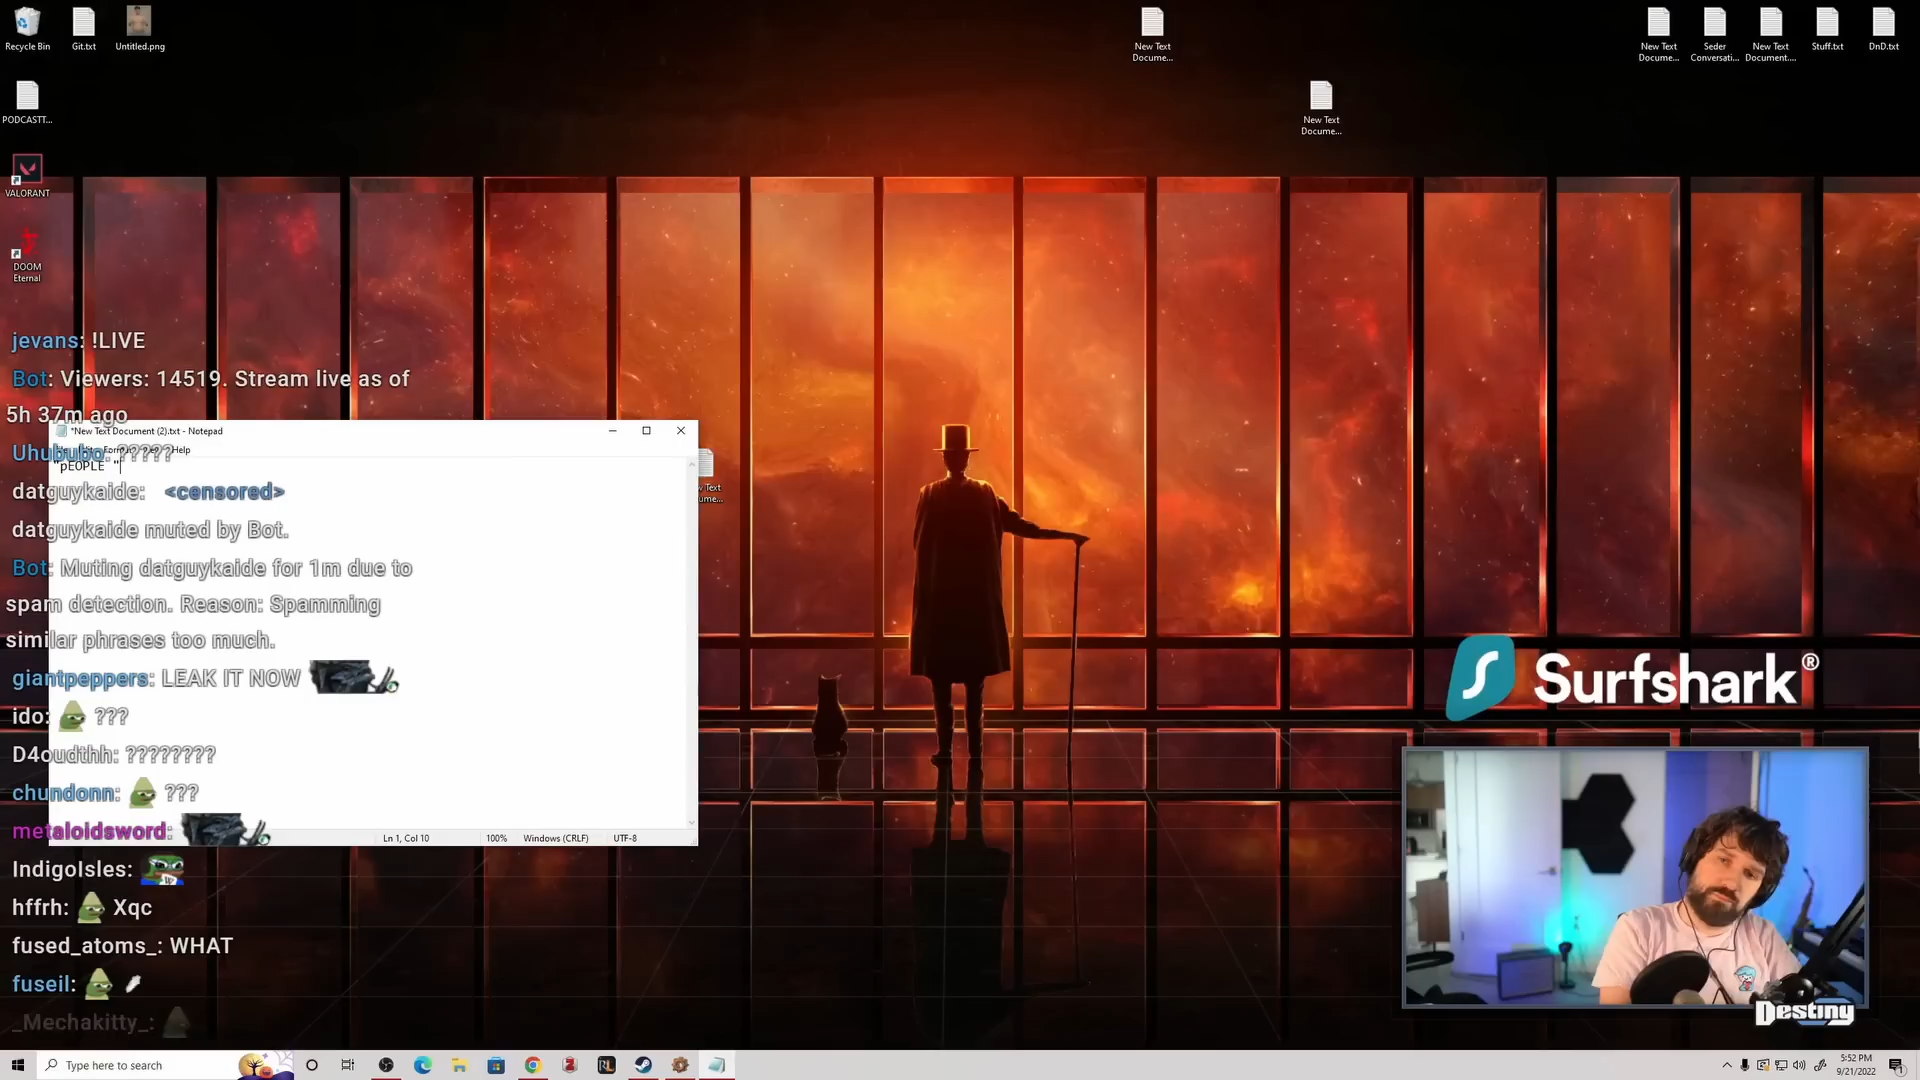 Recycle Bin
Git.txt
Untitled.png
New Text
Docume...
New Text
Docume...
Seder
Conversati...
New Text
Document....
Stuff.txt
DnD.txt
PODCASTT...
New Text
Docume...
VALORANT
DOOM
Eternal
jevans: !LIVE
Bot: Viewers: 14519. Stream live as of
5h 37m ago
*New Text Document (2).txt - Notepad
Help
Uhububo: ?????
"pEOPLE "
datguykaide: <censored>
datguykaide muted by Bot.
Bot: Muting datguykaide for 1m due to
spam detection. Reason: Spamming
similar phrases too much.
giantpeppers: LEAK IT NOW
ido: ???
D4oudthh: ????????
chundonn: ???
metaloidsword:
Ln 1, Col 10
100%
Windows (CRLF)
UTF-8
IndigoIsles:
hffrh: Xqc
fused_atoms_: WHAT
fuseil:
_Mechakitty_:
Surfshark®
Destiny
Type here to search
5:52 PM
9/21/2022